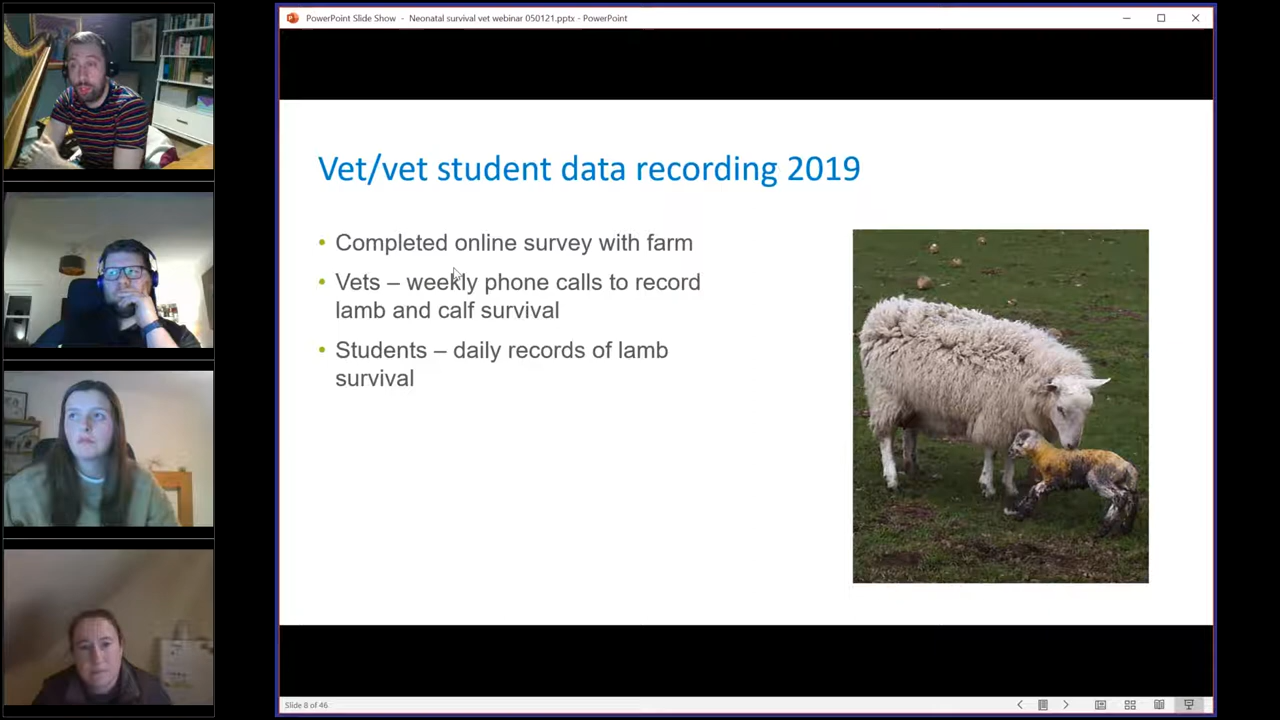 PowerPoint Slide Show - Neonatal survival vet webinar 050121.pptx - PowerPoint
Vet/vet student data recording 2019
• Completed online survey with farm
• Vets – weekly phone calls to record
lamb and calf survival
• Students – daily records of lamb
survival
Slide 8 of 46